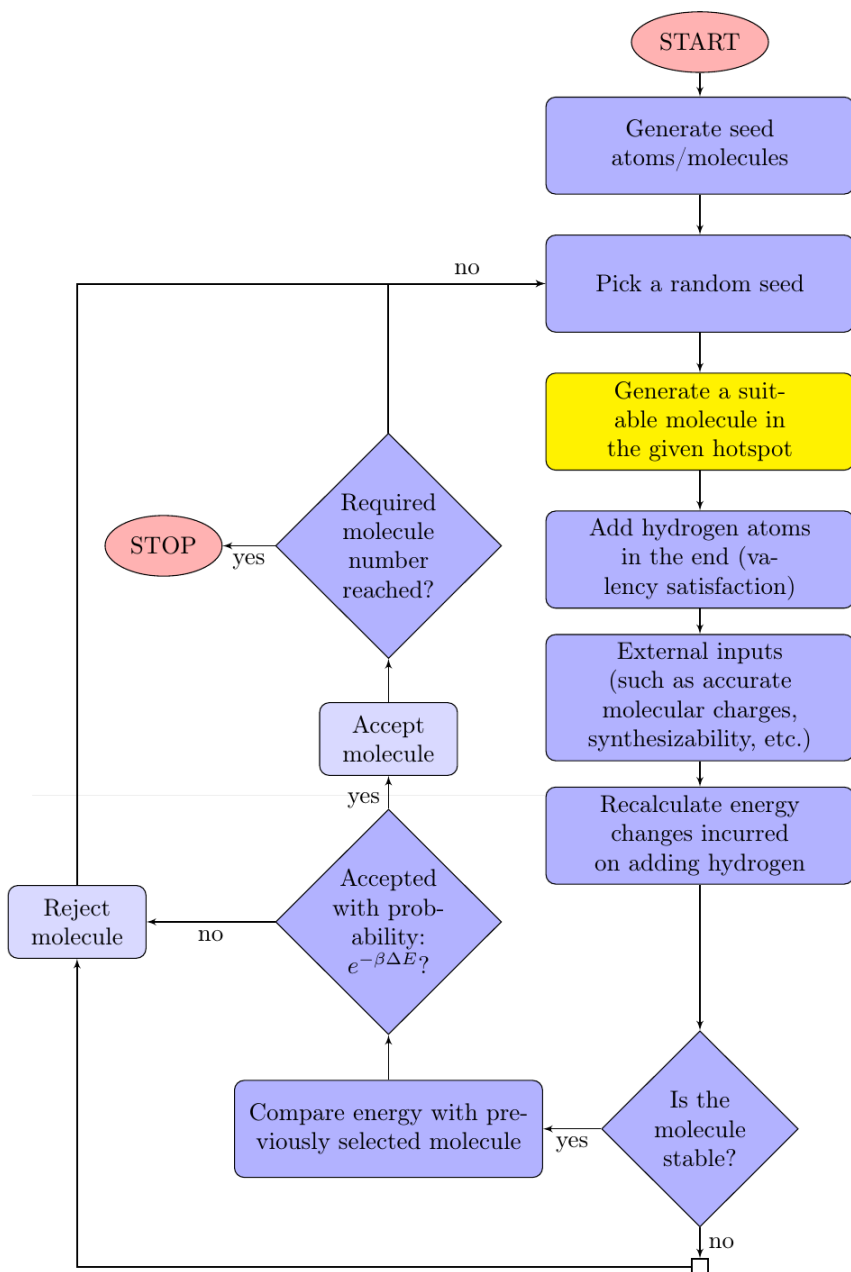 START
Generate seed
atoms/molecules
no
Pick a random seed
Generate a suit-
able molecule in
the given hotspot
Required
molecule
number
reached?
STOP
yes
Add hydrogen atoms
in the end (va-
lency satisfaction)
External inputs
(such as accurate
molecular charges,
synthesizability, etc.)
Accept
molecule
yes
Recalculate energy
changes incurred
on adding hydrogen
Accepted
with prob-
ability:
e^{-βΔE}?
Reject
molecule
no
Compare energy with pre-
viously selected molecule
yes
Is the
molecule
stable?
no